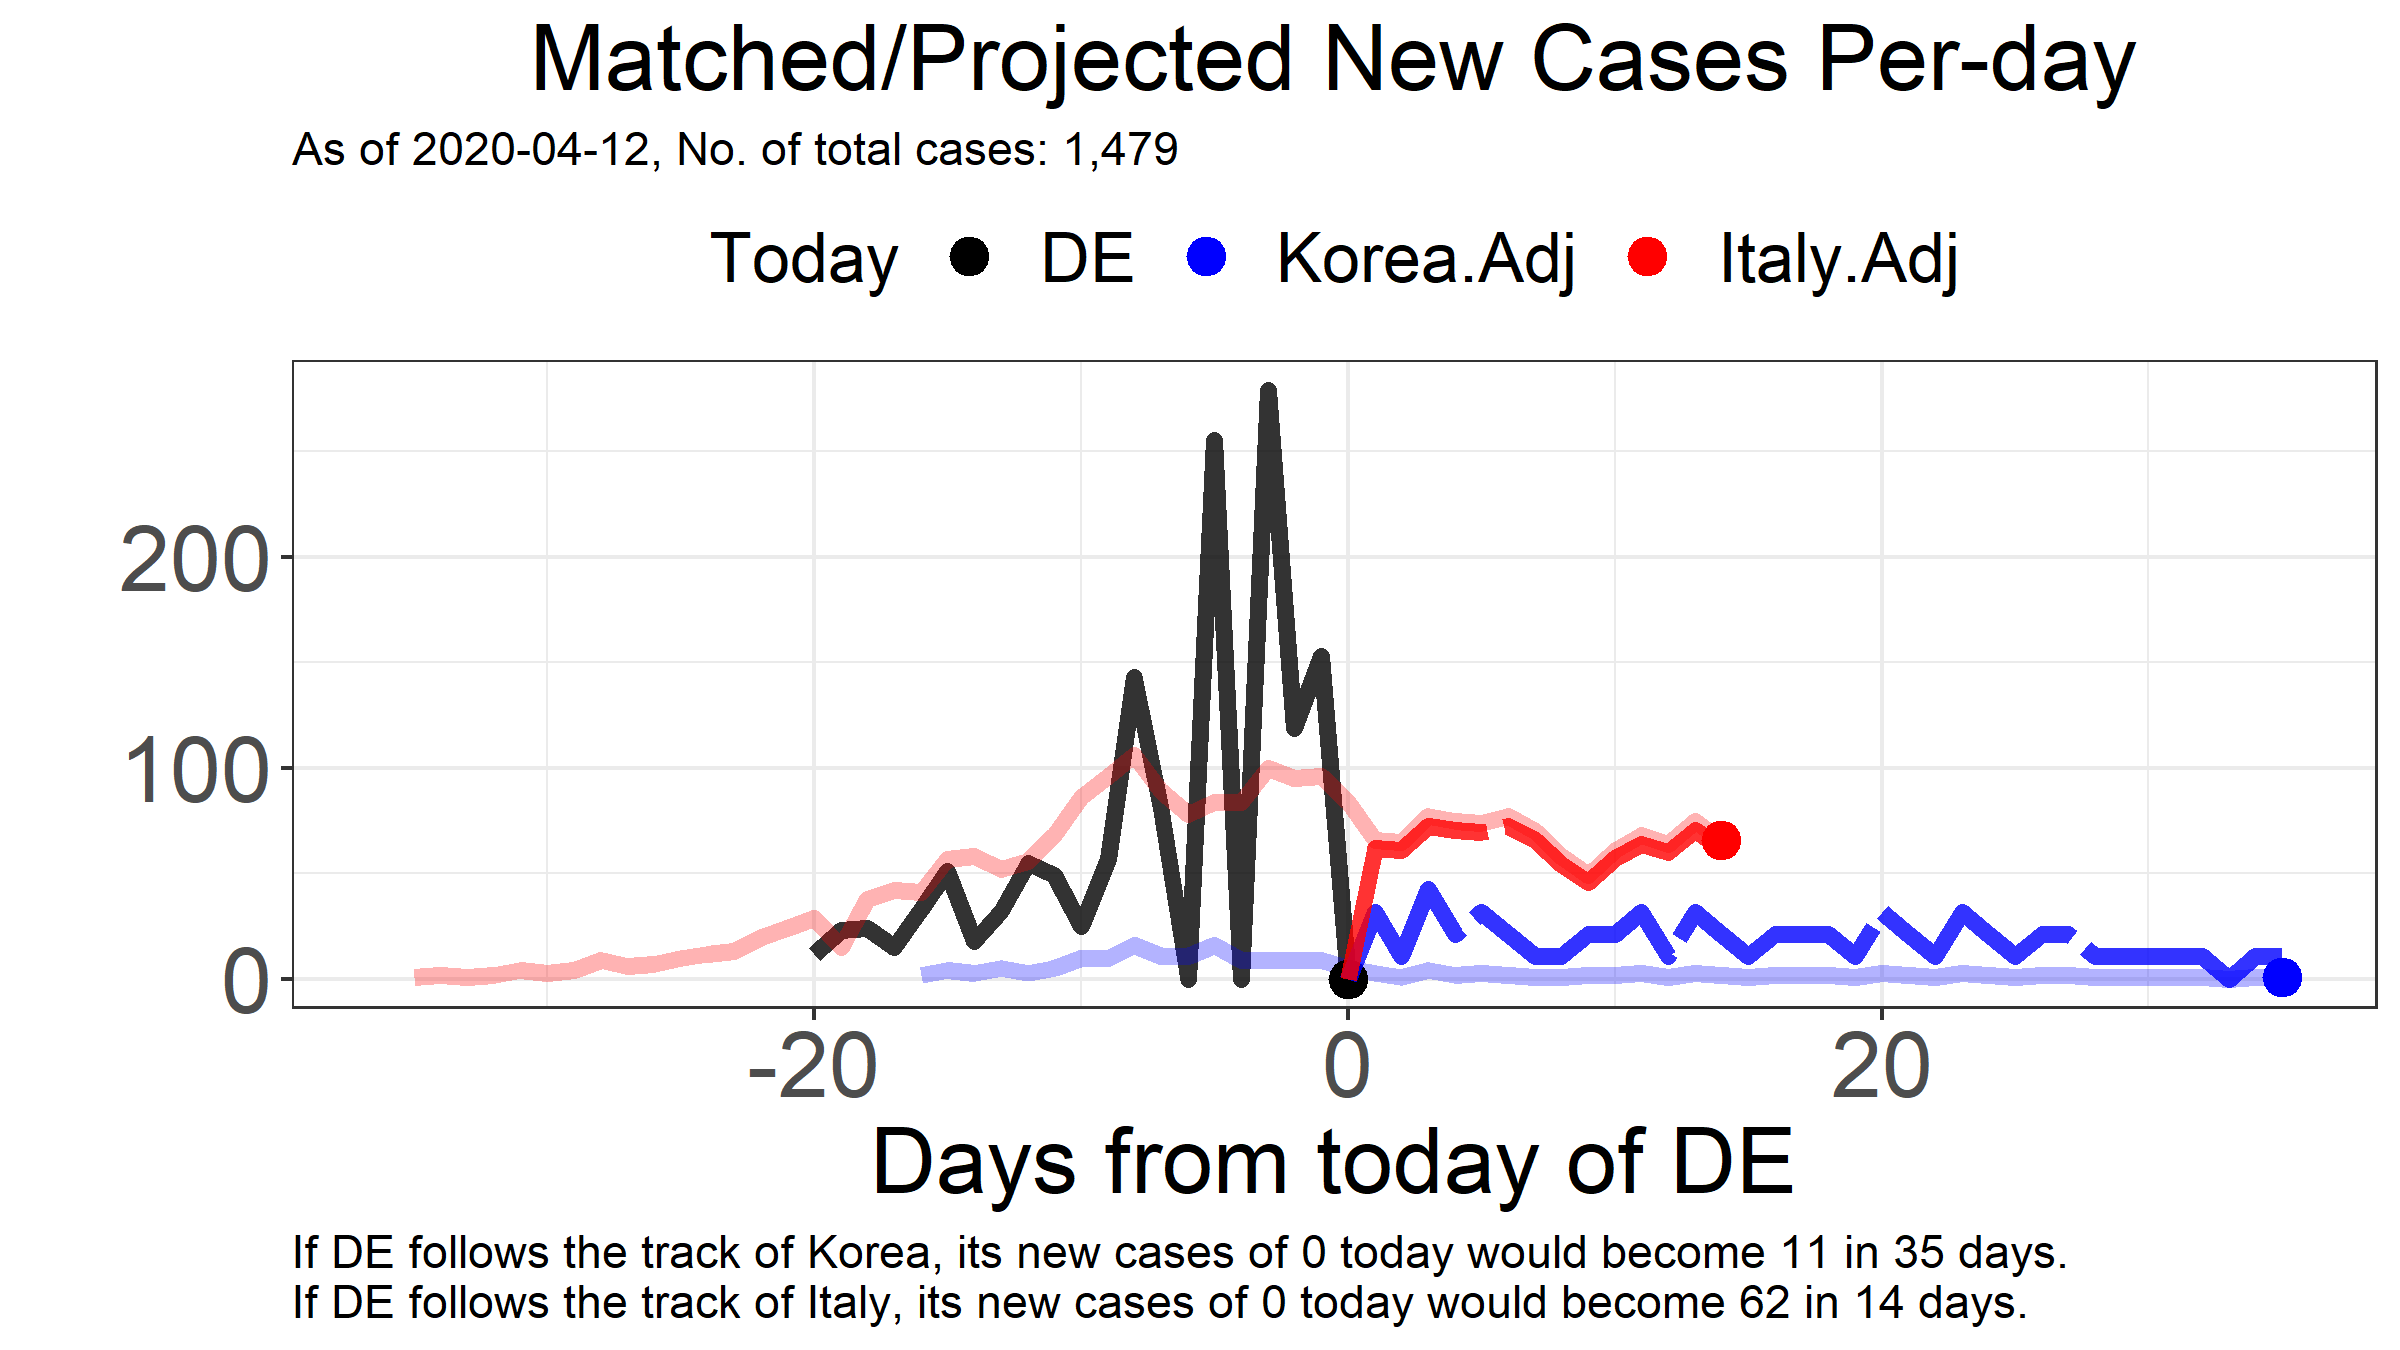 Matched/Projected New Cases Per-day
As of 2020-04-12, No. of total cases: 1,479
Today DE Korea.Adj Italy.Adj
200
100
0
-20 0 20
Days from today of DE
If DE follows the track of Korea, its new cases of 0 today would become 11 in 35 days.
If DE follows the track of Italy, its new cases of 0 today would become 62 in 14 days.